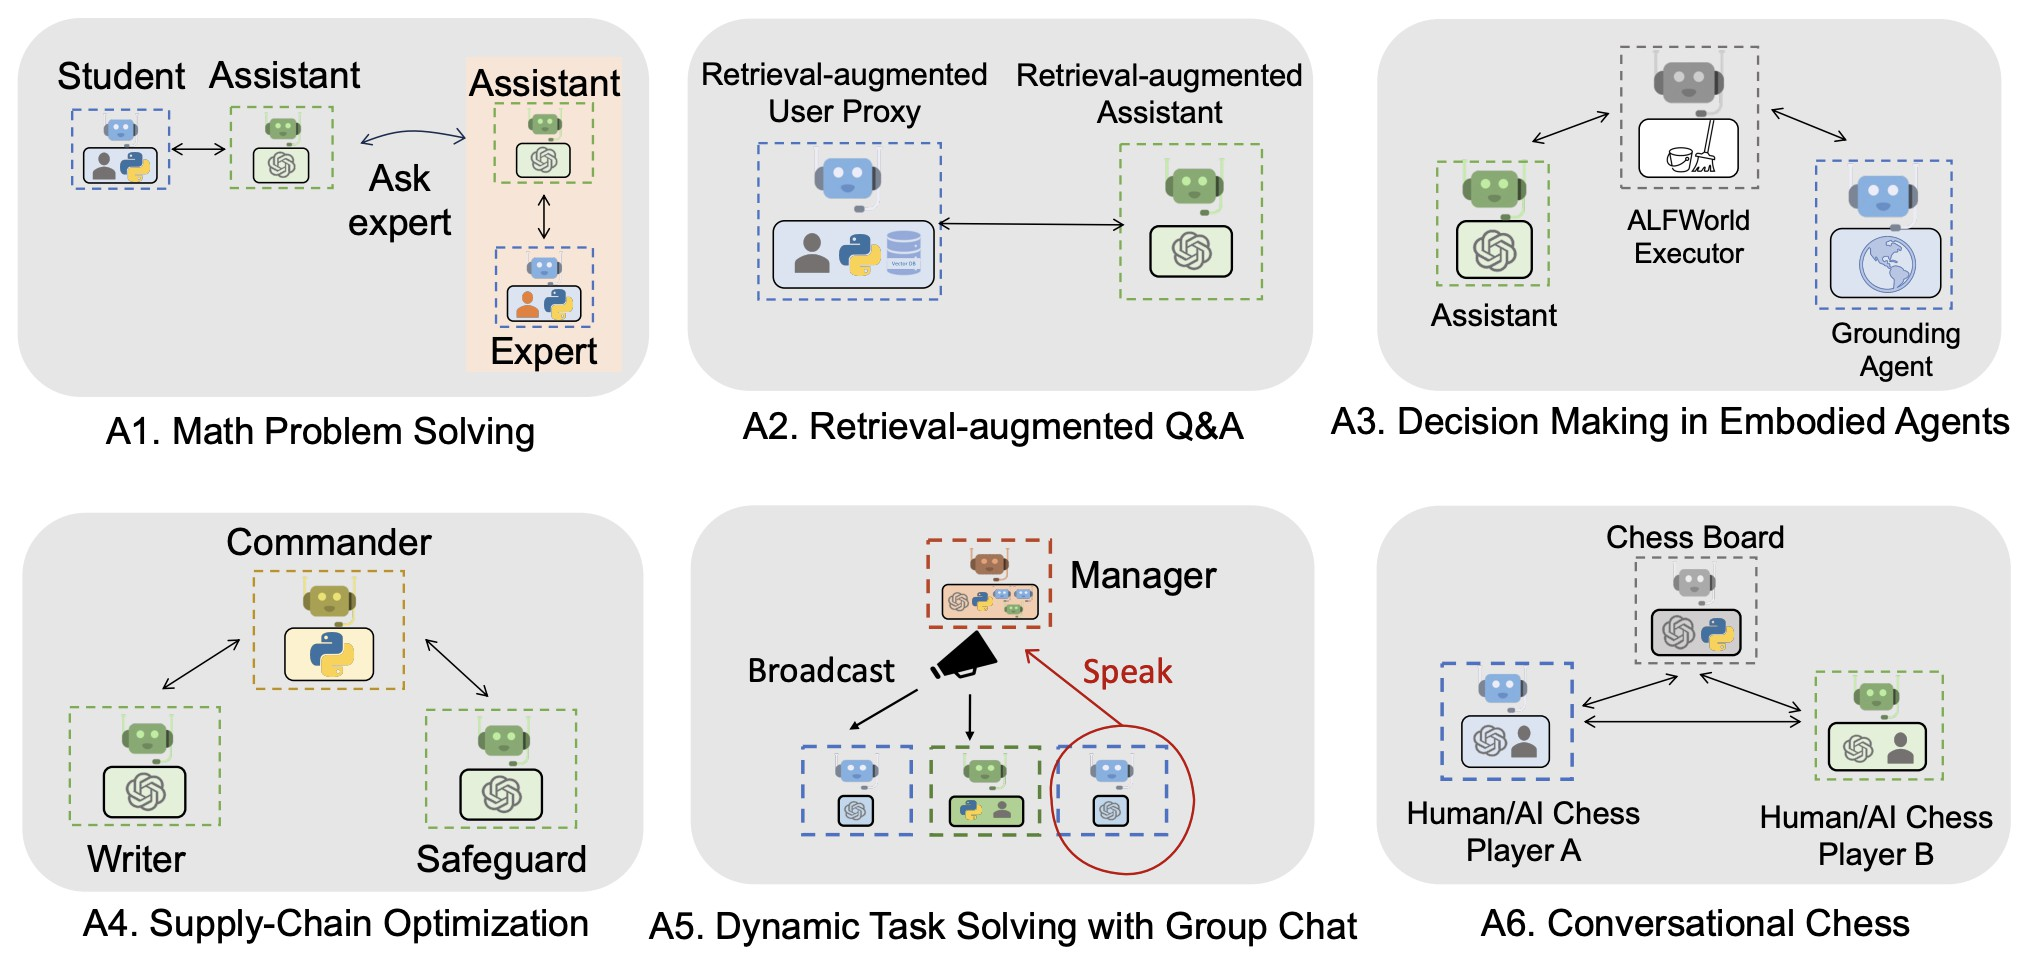 Student
Assistant
Assistant
Ask
expert
Expert
A1. Math Problem Solving
Retrieval-augmented
User Proxy
Retrieval-augmented
Assistant
Vector DB
A2. Retrieval-augmented Q&A
ALFWorld
Executor
Assistant
Grounding
Agent
A3. Decision Making in Embodied Agents
Commander
Writer
Safeguard
A4. Supply-Chain Optimization
Manager
Broadcast
Speak
A5. Dynamic Task Solving with Group Chat
Chess Board
Human/AI Chess
Player A
Human/AI Chess
Player B
A6. Conversational Chess